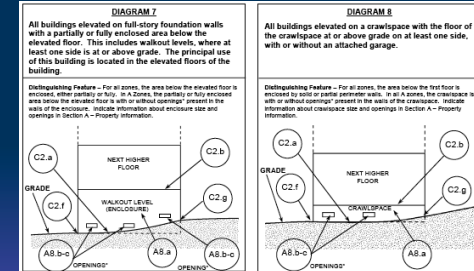 DIAGRAM 7
All buildings elevated on full-story foundation walls
with a partially or fully enclosed area below the
elevated floor. This includes walkout levels, where at
least one side is at or above grade. The principal use
of this building is located in the elevated floors of the
building.
Distinguishing Feature – For all zones, the area below the elevated floor is
enclosed, either partially or fully. In A Zones, the partially or fully enclosed
area below the elevated floor is with or without openings* present in the
walls of the enclosure. Indicate information about enclosure size and
openings in Section A – Property Information.
C2.a
C2.b
NEXT HIGHER
FLOOR
GRADE
C2.f
WALKOUT LEVEL
(ENCLOSURE)
C2.g
A8.b-c
OPENINGS*
A8.a
A8.b-c
OPENING*
DIAGRAM 8
All buildings elevated on a crawlspace with the floor of
the crawlspace at or above grade on at least one side,
with or without an attached garage.
Distinguishing Feature – For all zones, the area below the first floor is
enclosed by solid or partial perimeter walls. In all A zones, the crawlspace is
with or without openings* present in the walls of the crawlspace. Indicate
information about crawlspace size and openings in Section A – Property
Information.
C2.a
C2.b
NEXT HIGHER
FLOOR
GRADE
C2.f
CRAWLSPACE
C2.g
A8.b-c
OPENINGS*
A8.a
A8.b-c